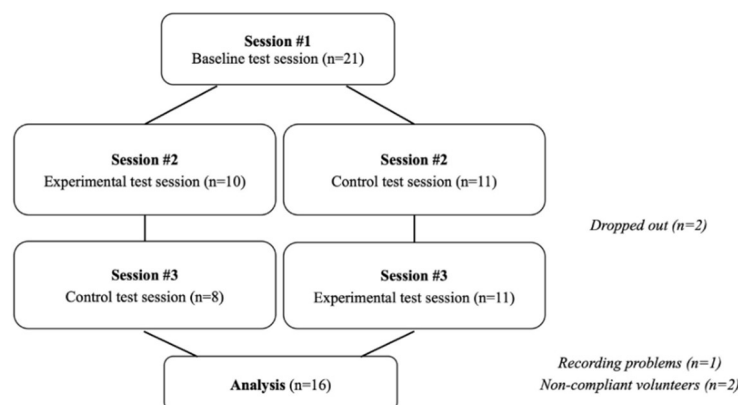 Session #1
Baseline test session (n=21)
Session #2
Experimental test session (n=10)
Session #2
Control test session (n=11)
Dropped out (n=2)
Session #3
Control test session (n=8)
Session #3
Experimental test session (n=11)
Recording problems (n=1)
Analysis (n=16)
Non-compliant volunteers (n=2)